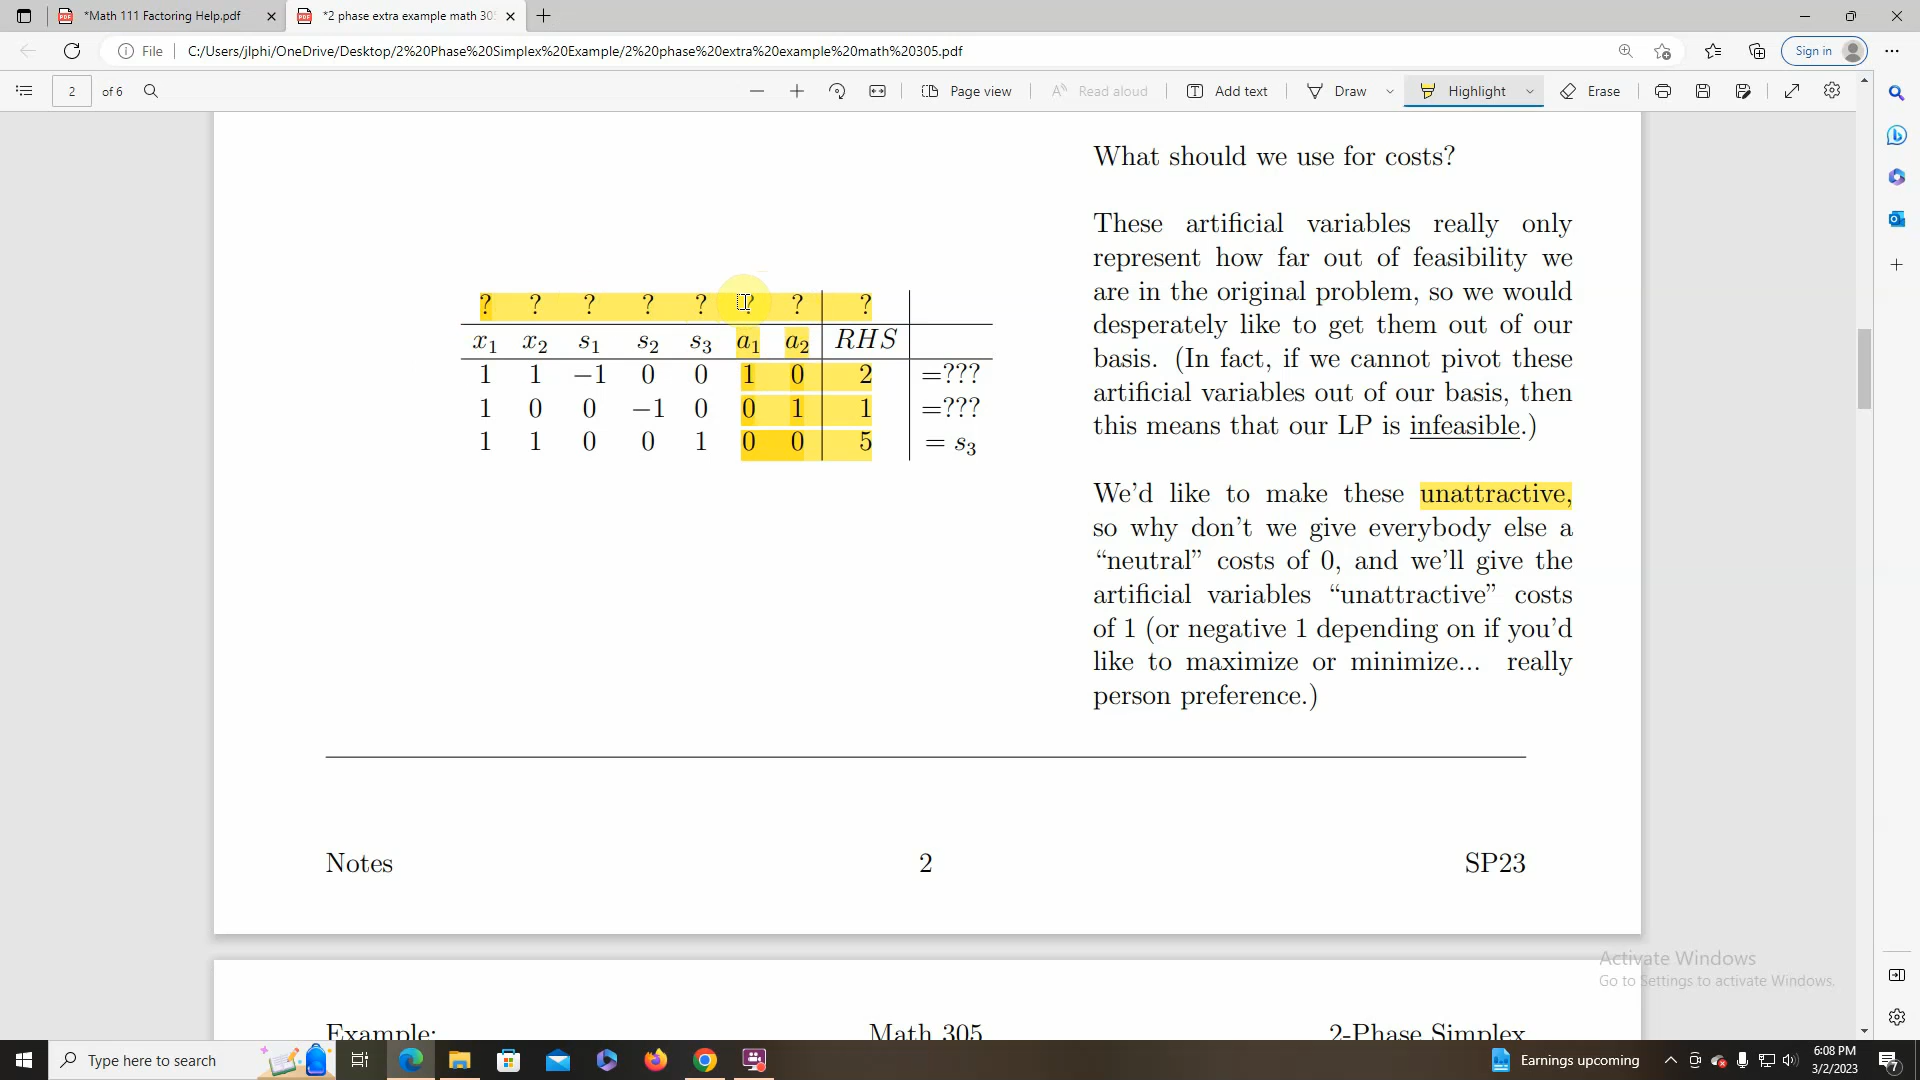 *Math 111 Factoring Help.pdf
*2 phase extra example math 305
File
C:/Users/jlphi/OneDrive/Desktop/2%20Phase%20Simplex%20Example/2%20phase%20extra%20example%20math%20305.pdf
Sign in
2 of 6
Page view
Read aloud
Add text
Draw
Highlight
Erase
What should we use for costs?
These artificial variables really only
represent how far out of feasibility we
are in the original problem, so we would
desperately like to get them out of our
basis. (In fact, if we cannot pivot these
artificial variables out of our basis, then
this means that our LP is infeasible.)
? ? ? ? ? ? ? ?
x₁ x₂ s₁ s₂ s₃ a₁ a₂ RHS
1 1 −1 0 0 1 0 2 =???
1 0 0 −1 0 0 1 1 =???
1 1 0 0 1 0 0 5 = s₃
We'd like to make these unattractive,
so why don't we give everybody else a
“neutral” costs of 0, and we'll give the
artificial variables “unattractive” costs
of 1 (or negative 1 depending on if you'd
like to maximize or minimize... really
person preference.)
Notes 2 SP23
Activate Windows
Go to Settings to activate Windows.
Example: Math 305 2-Phase Simplex
Type here to search
Earnings upcoming
6:08 PM
3/2/2023
7